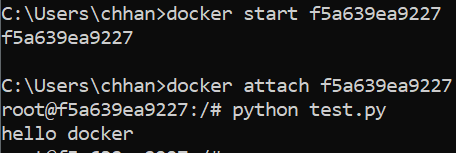 C:\Users\chhan>docker start f5a639ea9227
f5a639ea9227
C:\Users\chhan>docker attach f5a639ea9227
root@f5a639ea9227:/# python test.py
hello docker